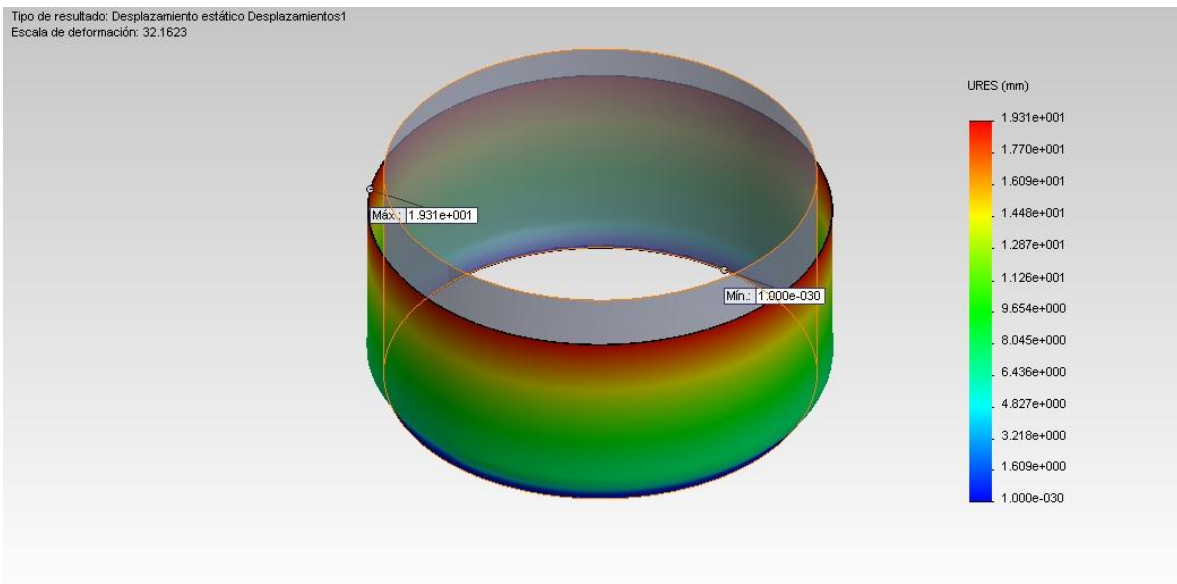 Tipo de resultado: Desplazamiento estático Desplazamientos1
Escala de deformación: 32.1623
URES (mm)
1.931e+001
1.770e+001
1.609e+001
1.448e+001
1.287e+001
1.126e+001
9.654e+000
8.045e+000
6.436e+000
4.827e+000
3.218e+000
1.609e+000
1.000e-030
Máx.: 1.931e+001
Mín.: 1.000e-030